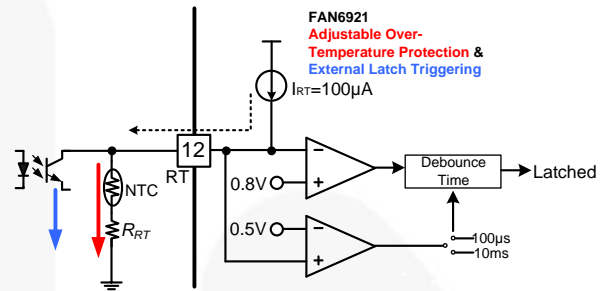 FAN6921
Adjustable Over-
Temperature Protection &
External Latch Triggering
IRT=100µA
12
RT
NTC
RRT
0.8V
0.5V
−
+
−
+
Debounce
Time
Latched
100µs
10ms